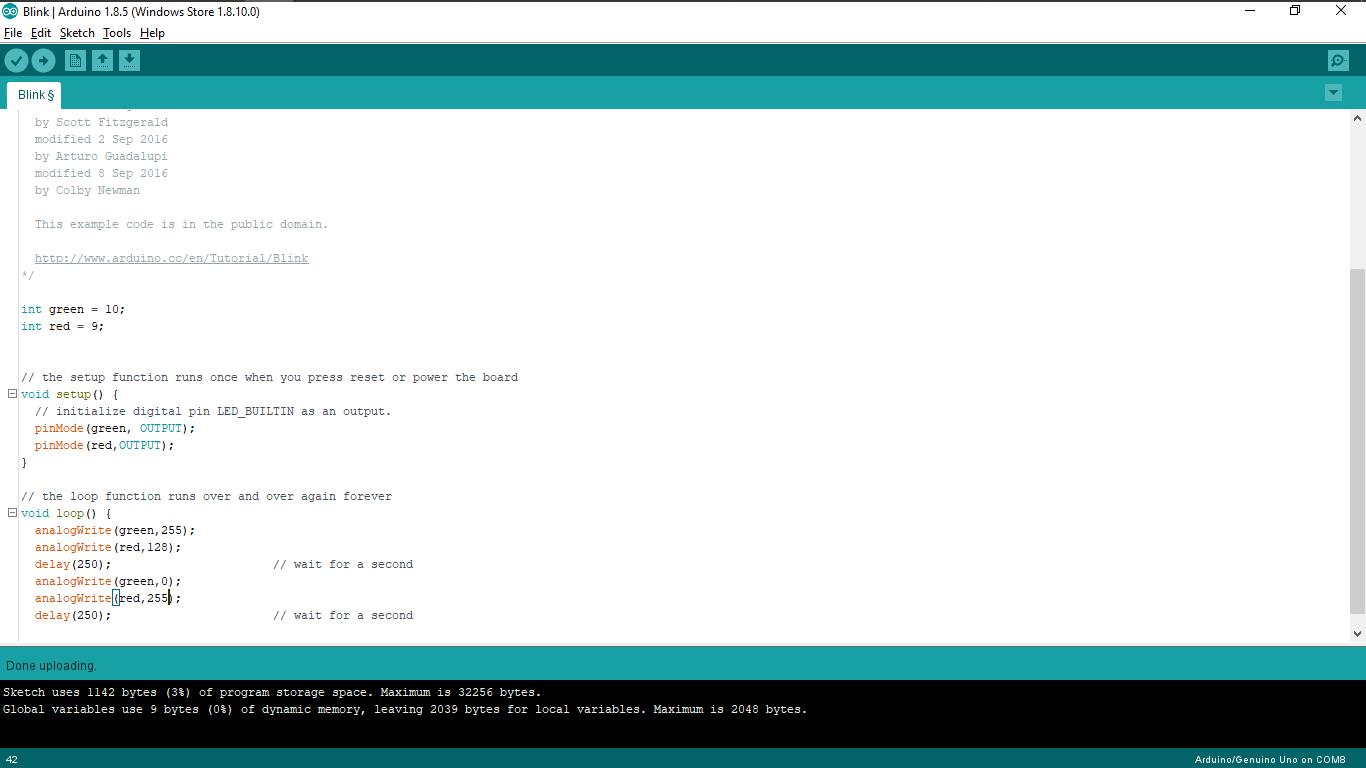 Blink | Arduino 1.8.5 (Windows Store 1.8.10.0)
File Edit Sketch Tools Help
Blink §
by Scott Fitzgerald
modified 2 Sep 2016
by Arturo Guadalupi
modified 8 Sep 2016
by Colby Newman
This example code is in the public domain.
http://www.arduino.cc/en/Tutorial/Blink
*/
int green = 10;
int red = 9;
// the setup function runs once when you press reset or power the board
void setup() {
// initialize digital pin LED_BUILTIN as an output.
pinMode(green, OUTPUT);
pinMode(red,OUTPUT);
}
// the loop function runs over and over again forever
void loop() {
analogWrite(green,255);
analogWrite(red,128);
delay(250); // wait for a second
analogWrite(green,0);
analogWrite(red,255);
delay(250); // wait for a second
Done uploading.
Sketch uses 1142 bytes (3%) of program storage space. Maximum is 32256 bytes.
Global variables use 9 bytes (0%) of dynamic memory, leaving 2039 bytes for local variables. Maximum is 2048 bytes.
42 Arduino/Genuino Uno on COM8